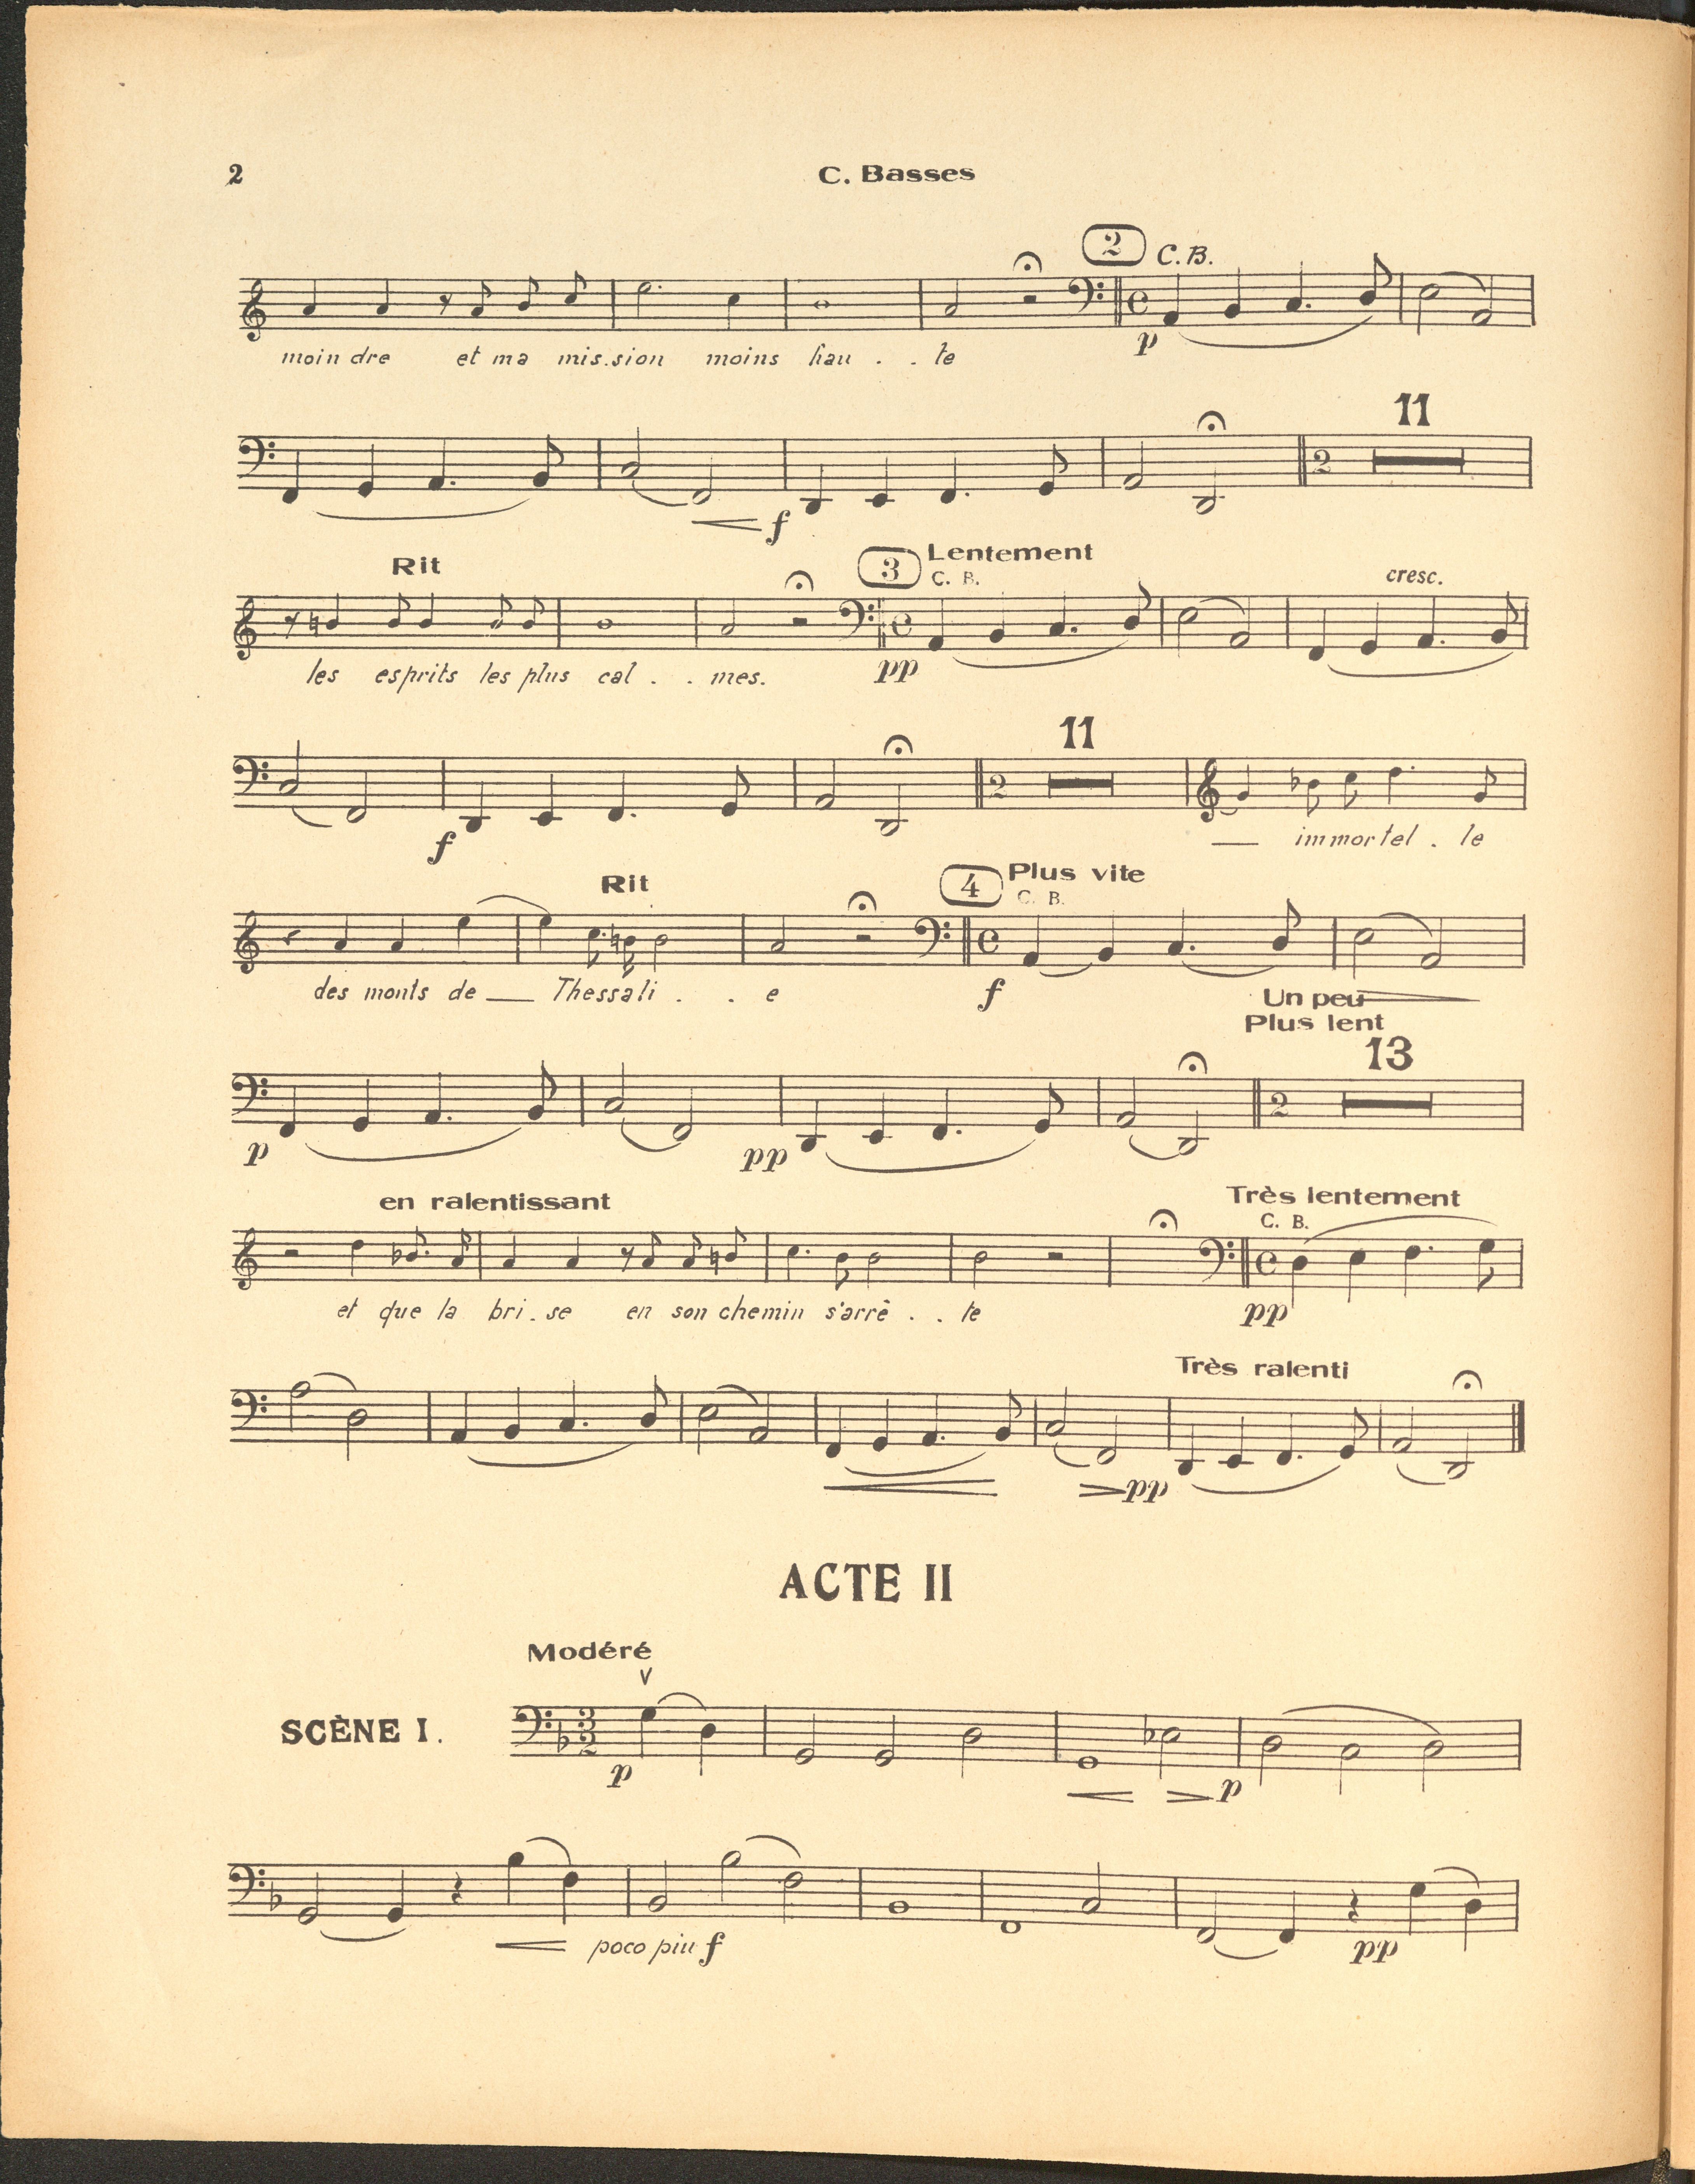 2
C. Basses
2 C. B.
p
moin dre et ma mis.sion moins hau . . te
11
2
f
Rit
3 Lentement
C. B.
cresc.
pp
les esprits les plus cal . . mes.
11
2
f
immortel . le
Rit
4 Plus vite
C. B.
f
des monts de Thessali . . e
Un peu
Plus lent
13
2
p pp
en ralentissant
Très lentement
C. B.
pp
et que la bri . se en son chemin s'arrê . . te
Très ralenti
pp
ACTE II
Modéré
SCÈNE I.
3
2
p p
poco piu f pp